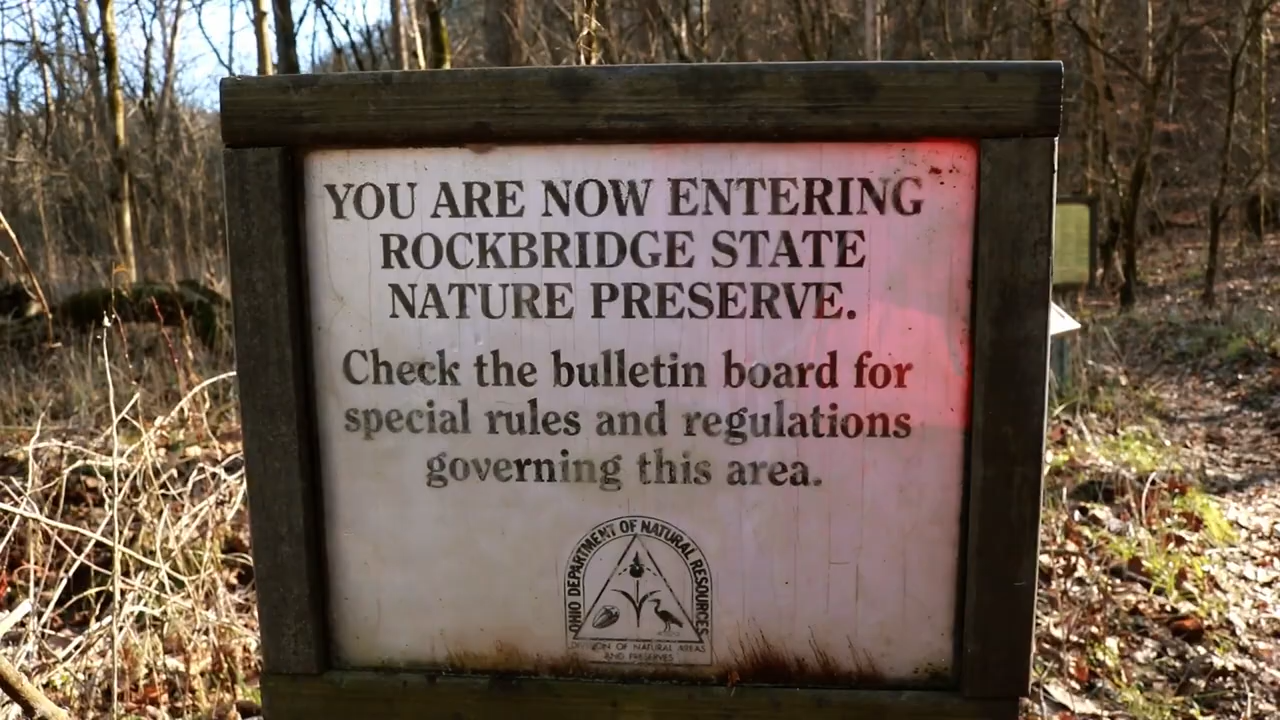 YOU ARE NOW ENTERING
ROCKBRIDGE STATE
NATURE PRESERVE.
Check the bulletin board for
special rules and regulations
governing this area.
OHIO DEPARTMENT OF NATURAL RESOURCES
DIVISION OF NATURAL AREAS
AND PRESERVES